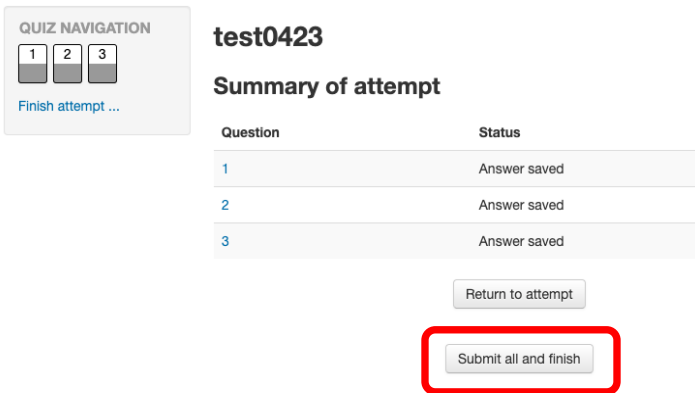 QUIZ NAVIGATION
1 2 3
Finish attempt ...
test0423
Summary of attempt
Question Status
1 Answer saved
2 Answer saved
3 Answer saved
Return to attempt
Submit all and finish